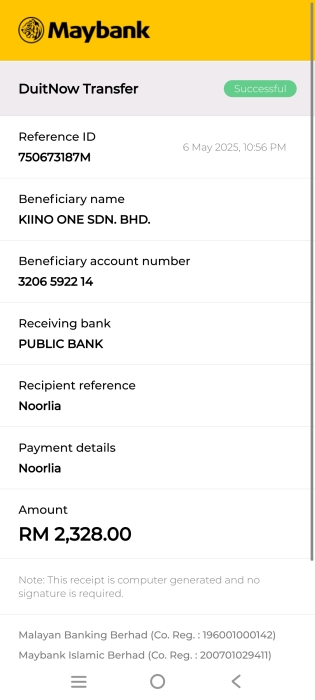 Maybank
DuitNow Transfer
Successful
Reference ID
6 May 2025, 10:56 PM
750673187M
Beneficiary name
KIINO ONE SDN. BHD.
Beneficiary account number
3206 5922 14
Receiving bank
PUBLIC BANK
Recipient reference
Noorlia
Payment details
Noorlia
Amount
RM 2,328.00
Note: This receipt is computer generated and no
signature is required.
Malayan Banking Berhad (Co. Reg. : 196001000142)
Maybank Islamic Berhad (Co. Reg. : 200701029411)